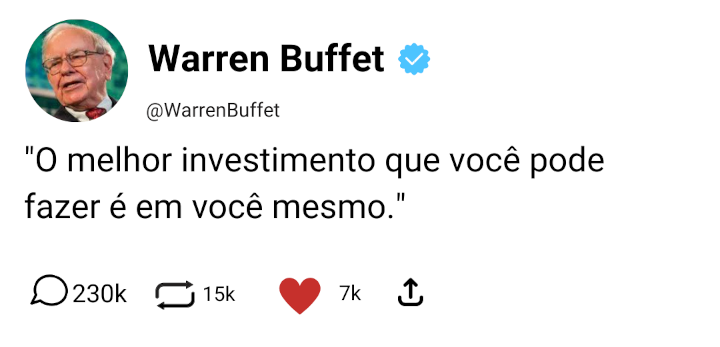 Warren Buffet
@WarrenBuffet
"O melhor investimento que você pode
fazer é em você mesmo."
230k 15k 7k